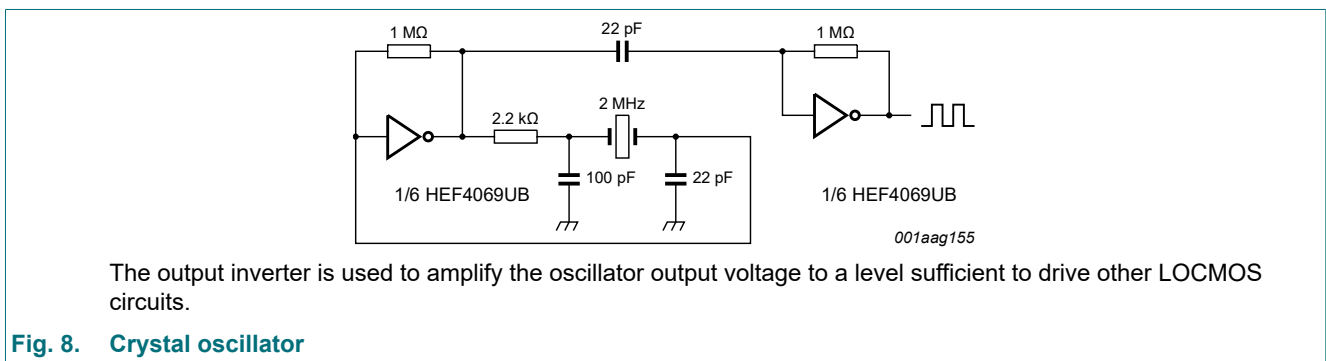 1 MΩ
22 pF
1 MΩ
2.2 kΩ
2 MHz
100 pF
22 pF
1/6 HEF4069UB
1/6 HEF4069UB
001aag155
The output inverter is used to amplify the oscillator output voltage to a level sufficient to drive other LOCMOS
circuits.
Fig. 8. Crystal oscillator